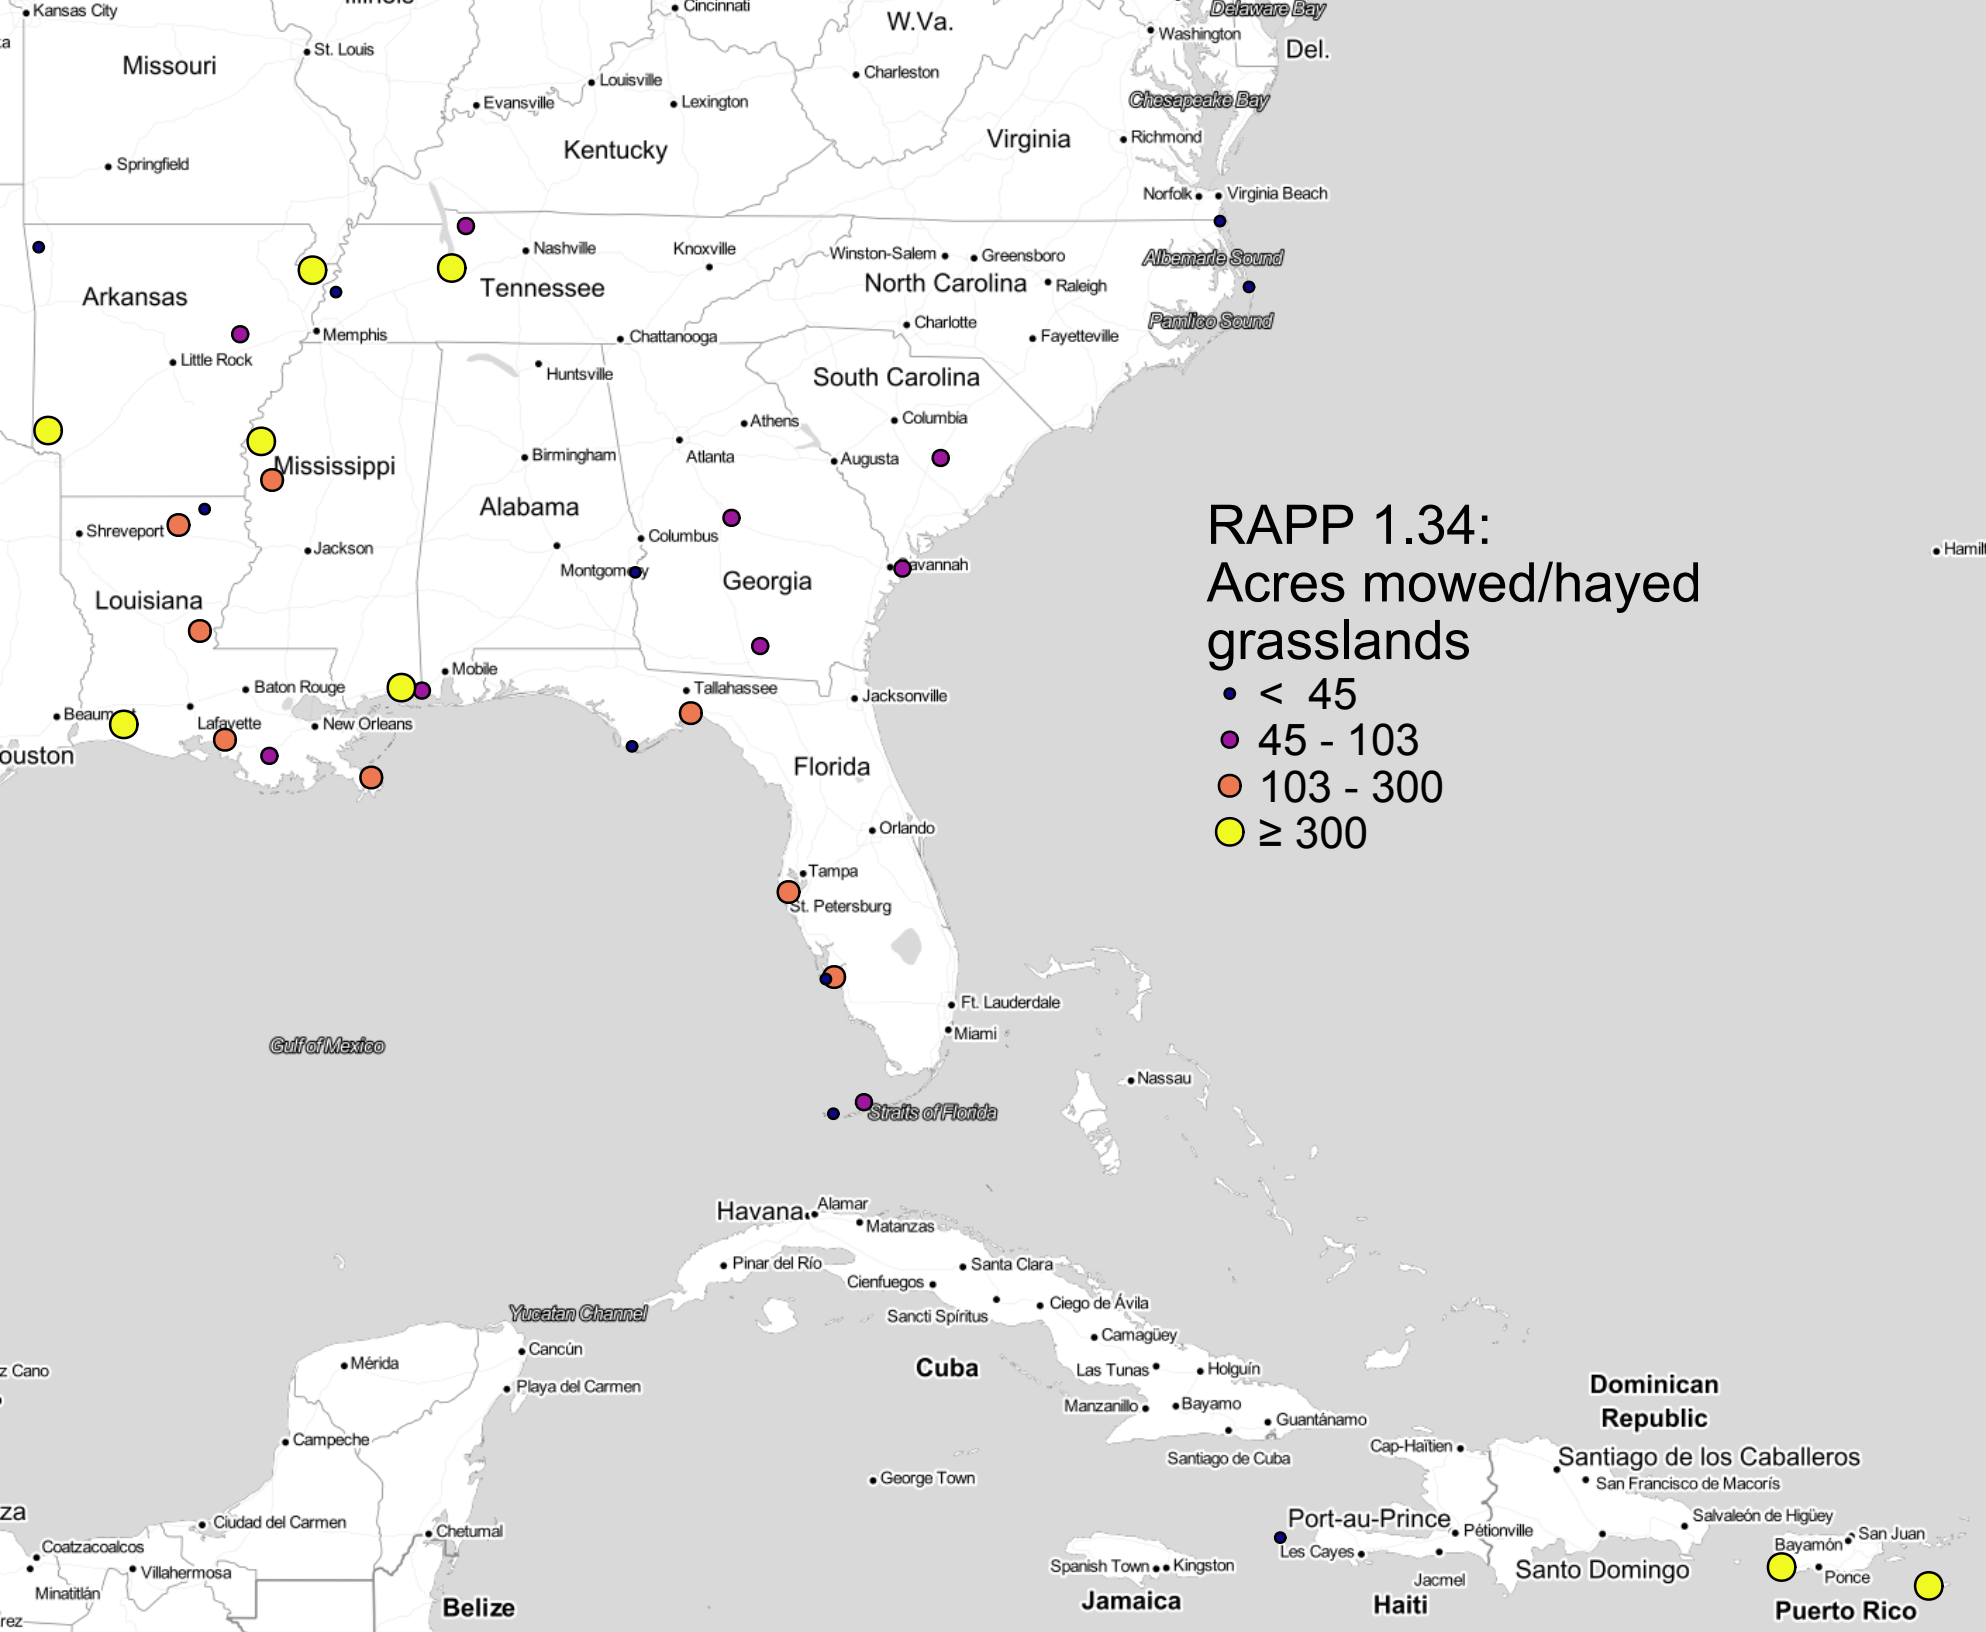 Kansas City
Cincinnati
Delaware Bay
W.Va.
Washington
Del.
St. Louis
Missouri
Charleston
Louisville
Evansville
Lexington
Chesapeake Bay
Virginia
Richmond
Kentucky
Springfield
Norfolk
Virginia Beach
Nashville
Knoxville
Winston-Salem
Greensboro
Albemarle Sound
Tennessee
North Carolina
Raleigh
Arkansas
Pamlico Sound
Charlotte
Memphis
Chattanooga
Fayetteville
Little Rock
Huntsville
South Carolina
Athens
Columbia
Birmingham
Atlanta
Augusta
Mississippi
Alabama
Shreveport
Columbus
Jackson
Montgomery
Georgia
Savannah
Louisiana
RAPP 1.34:
Acres mowed/hayed
grasslands
< 45
45 - 103
103 - 300
≥ 300
Mobile
Baton Rouge
Tallahassee
Jacksonville
Beaumont
Lafayette
New Orleans
ouston
Florida
Orlando
Tampa
St. Petersburg
Ft. Lauderdale
Miami
Gulf of Mexico
Nassau
Straits of Florida
Havana
Alamar
Matanzas
Pinar del Río
Santa Clara
Cienfuegos
Yucatan Channel
Sancti Spíritus
Ciego de Ávila
Camagüey
Cancún
Mérida
Cuba
Las Tunas
Holguín
z Cano
Playa del Carmen
Manzanillo
Bayamo
Guantánamo
Dominican
Republic
Campeche
Santiago de Cuba
Cap-Haïtien
Santiago de los Caballeros
George Town
San Francisco de Macorís
za
Ciudad del Carmen
Chetumal
Port-au-Prince
Pétionville
Salvaleón de Higüey
San Juan
Coatzacoalcos
Les Cayes
Bayamón
Villahermosa
Spanish Town
Kingston
Jacmel
Santo Domingo
Ponce
Minatitlán
Belize
Jamaica
Haiti
Puerto Rico
rez